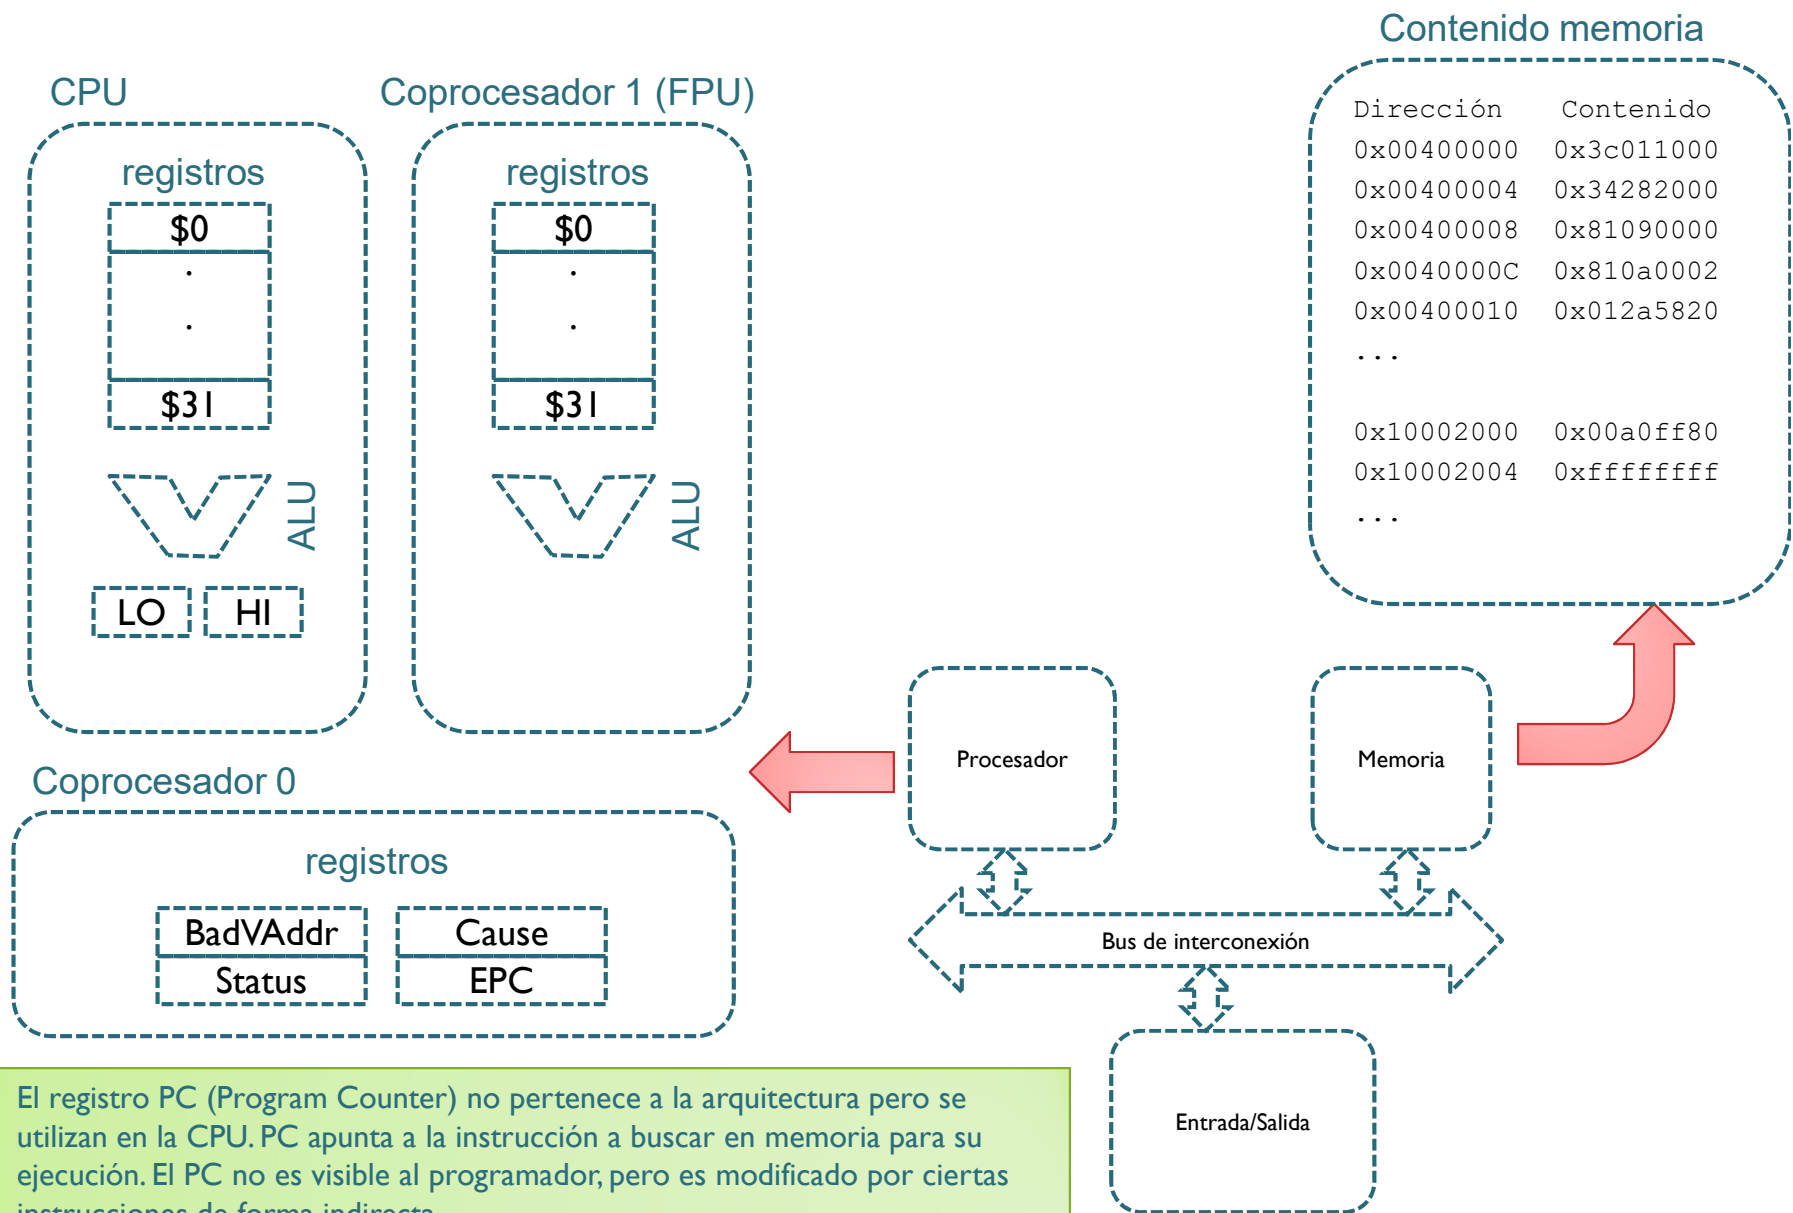 Contenido memoria
CPU
Coprocesador 1 (FPU)
Dirección Contenido
0x00400000 0x3c011000
0x00400004 0x34282000
0x00400008 0x81090000
0x0040000C 0x810a0002
0x00400010 0x012a5820
...
0x10002000 0x00a0ff80
0x10002004 0xffffffff
...
registros
$0
.
.
$31
ALU
LO HI
registros
$0
.
.
$31
ALU
Procesador
Memoria
Coprocesador 0
registros
BadVAddr Cause
Status EPC
Bus de interconexión
Entrada/Salida
El registro PC (Program Counter) no pertenece a la arquitectura pero se
utilizan en la CPU. PC apunta a la instrucción a buscar en memoria para su
ejecución. El PC no es visible al programador, pero es modificado por ciertas
instrucciones de forma indirecta